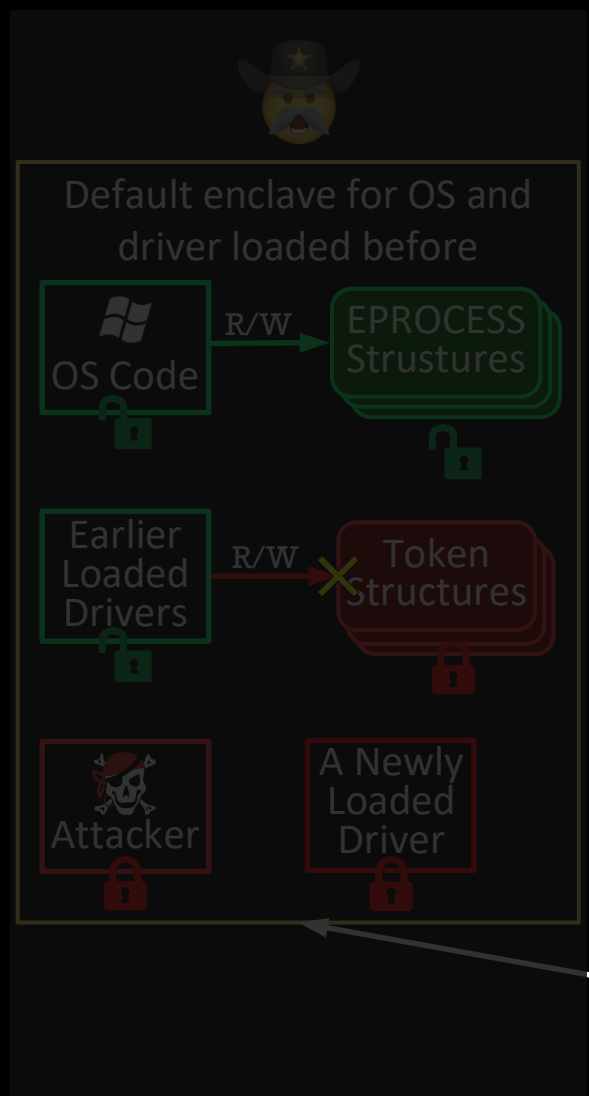 Default enclave for OS and
driver loaded before
OS Code
R/W
EPROCESS
Strustures
Earlier
Loaded
Drivers
R/W
Token
Structures
Attacker
A Newly
Loaded
Driver